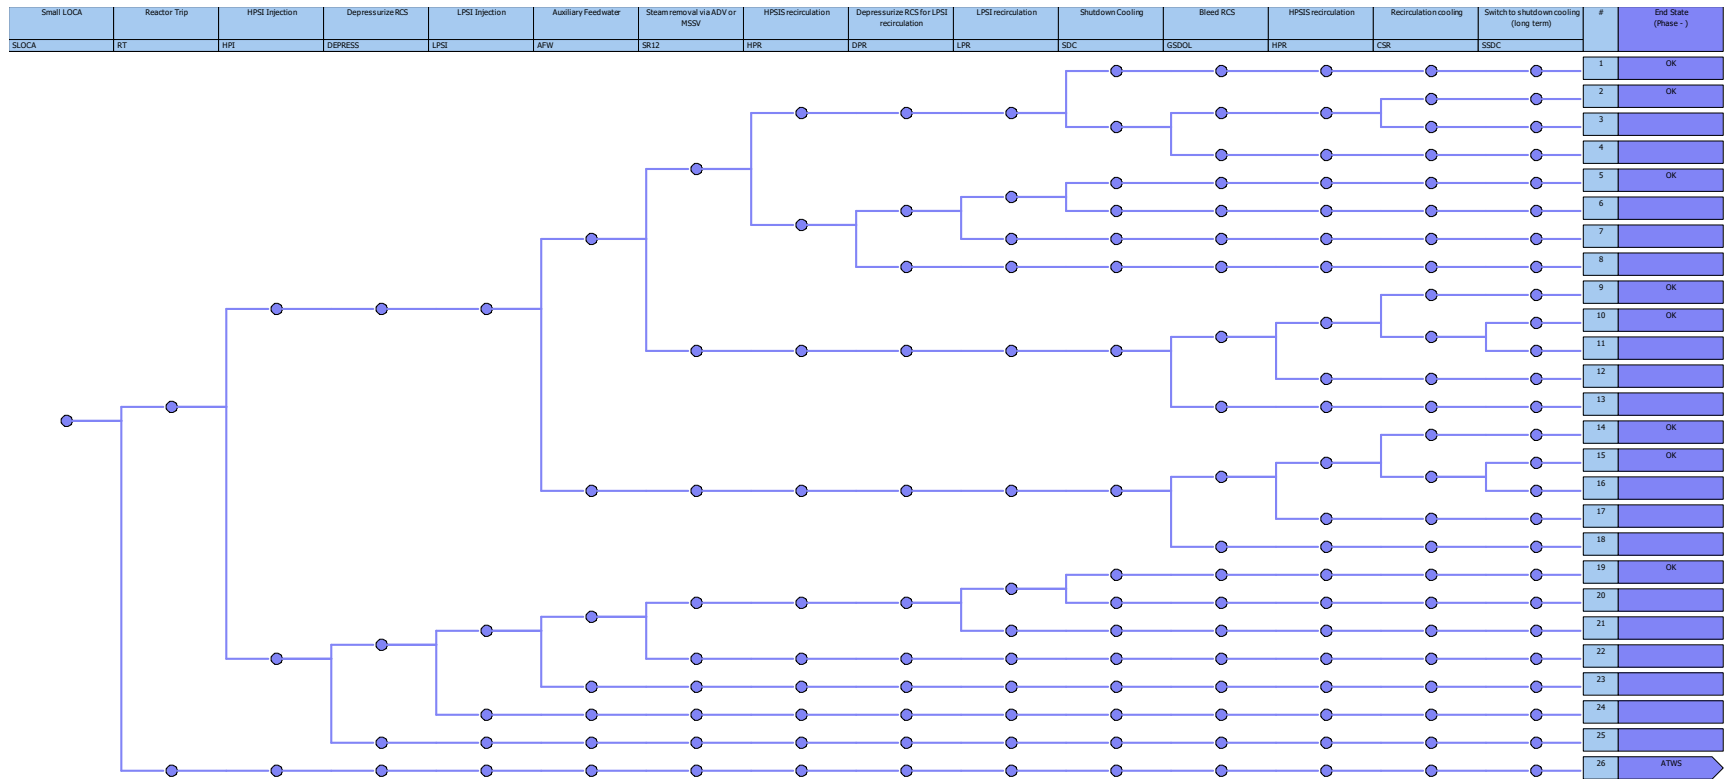 Small LOCA
Reactor Trip
HPSI Injection
Depressurize RCS
LPSI Injection
Auxiliary Feedwater
Steam removal via ADV or
MSSV
HPSIS recirculation
Depressurize RCS for LPSI
recirculation
LPSI recirculation
Shutdown Cooling
Bleed RCS
HPSIS recirculation
Recirculation cooling
Switch to shutdown cooling
(long term)
#
End State
(Phase - )
SLOCA
RT
HPI
DEPRESS
LPSI
AFW
SR12
HPR
DPR
LPR
SDC
GSDOL
HPR
CSR
SSDC
1 OK
2 OK
3
4
5 OK
6
7
8
9 OK
10 OK
11
12
13
14 OK
15 OK
16
17
18
19 OK
20
21
22
23
24
25
26 ATWS